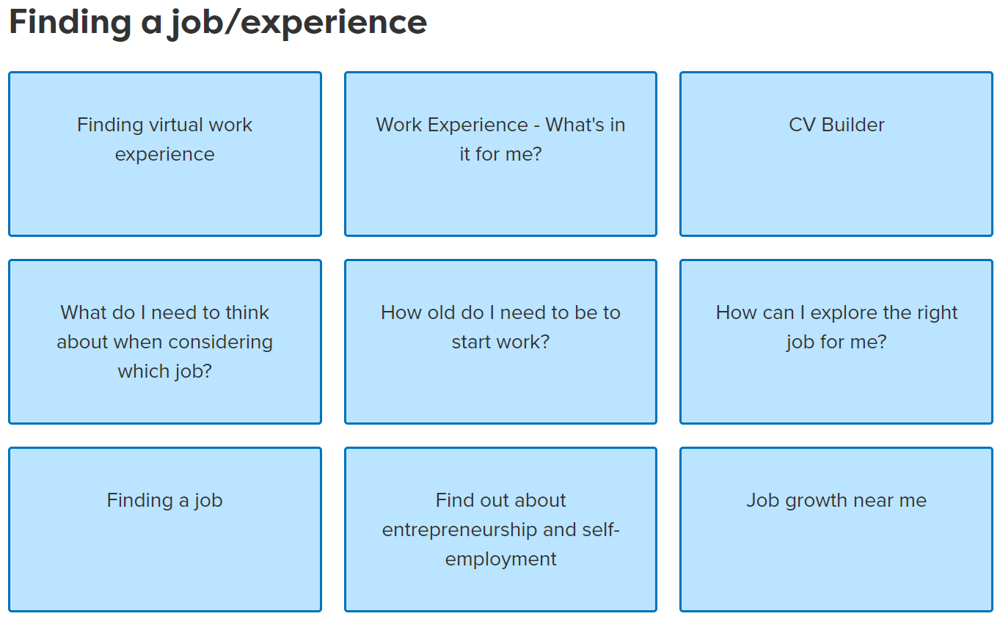 Finding a job/experience
Finding virtual work
experience
Work Experience - What's in
it for me?
CV Builder
What do I need to think
about when considering
which job?
How old do I need to be to
start work?
How can I explore the right
job for me?
Finding a job
Find out about
entrepreneurship and self-
employment
Job growth near me